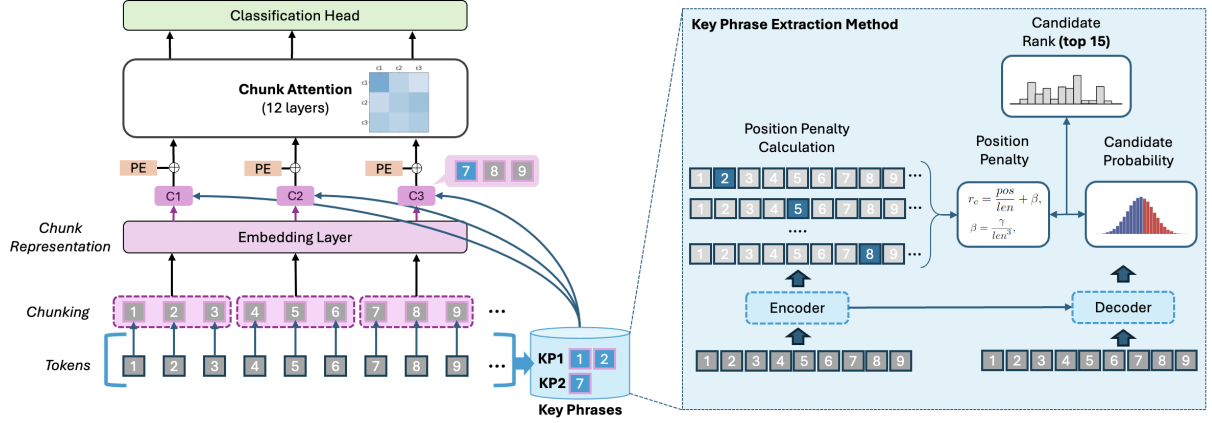 Classification Head
Chunk Attention
(12 layers)
c1 c2 c3
c1
c2
c3
PE
PE
PE
7 8 9
C1
C2
C3
Chunk
Representation
Embedding Layer
Chunking
1 2 3 4 5 6 7 8 9 ...
Tokens
1 2 3 4 5 6 7 8 9 ...
KP1 1 2
KP2 7
Key Phrases
Key Phrase Extraction Method
Candidate
Rank (top 15)
Position Penalty
Calculation
1 2 3 4 5 6 7 8 9 ...
1 2 3 4 5 6 7 8 9 ...
....
1 2 3 4 5 6 7 8 9 ...
Position
Penalty
r_c = pos/len + β,
β = γ/len³,
Candidate
Probability
Encoder
Decoder
1 2 3 4 5 6 7 8 9
1 2 3 4 5 6 7 8 9